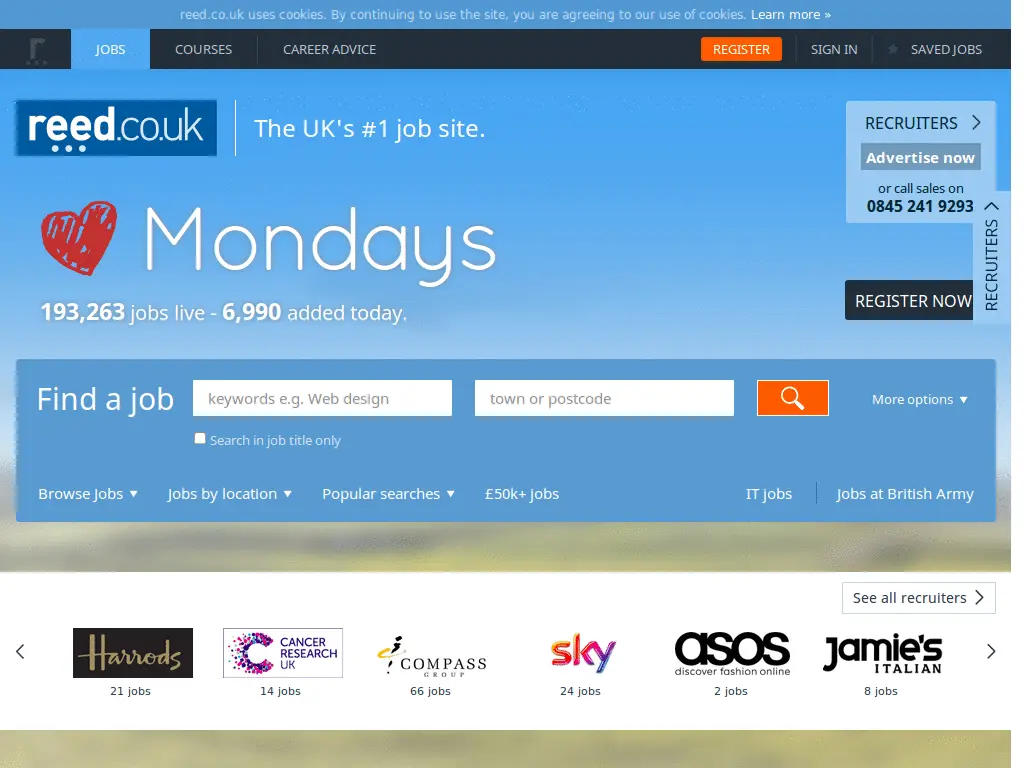 reed.co.uk uses cookies. By continuing to use the site, you are agreeing to our use of cookies. Learn more »
r
JOBS COURSES CAREER ADVICE REGISTER SIGN IN SAVED JOBS
reed.co.uk The UK's #1 job site.
RECRUITERS
Advertise now
or call sales on
0845 241 9293
RECRUITERS
Mondays
193,263 jobs live - 6,990 added today.
REGISTER NOW
Find a job keywords e.g. Web design town or postcode More options
Search in job title only
Browse Jobs Jobs by location Popular searches £50k+ jobs IT jobs Jobs at British Army
See all recruiters
Harrods
CANCER
RESEARCH
UK
COMPASS
GROUP
sky
asos
discover fashion online
Jamie's
ITALIAN
21 jobs 14 jobs 66 jobs 24 jobs 2 jobs 8 jobs